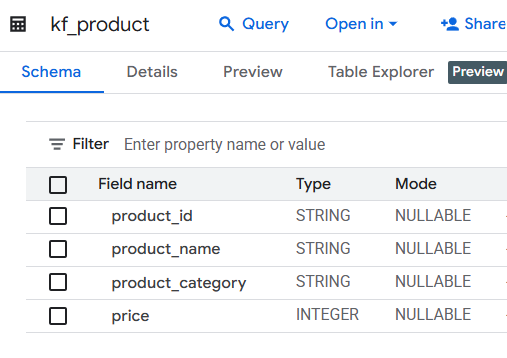 kf_product Query Open in Share
Schema Details Preview Table Explorer Preview
Filter Enter property name or value
Field name Type Mode
product_id STRING NULLABLE
product_name STRING NULLABLE
product_category STRING NULLABLE
price INTEGER NULLABLE